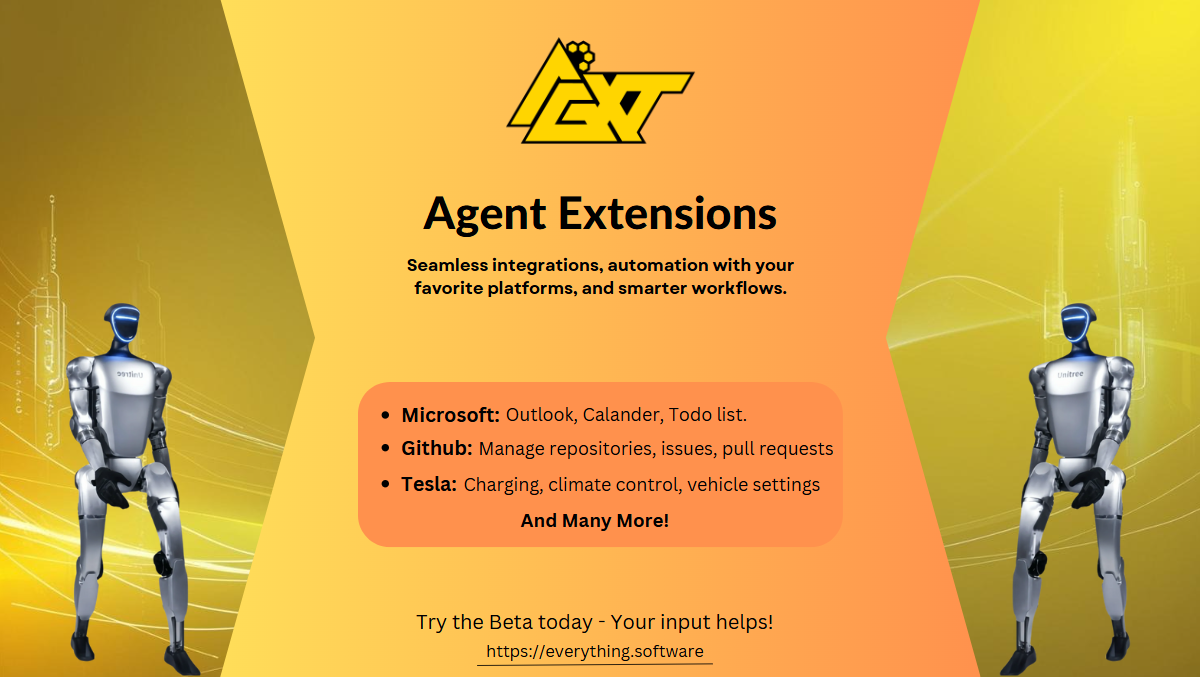 AGXT
Agent Extensions
Seamless integrations, automation with your
favorite platforms, and smarter workflows.
Microsoft: Outlook, Calander, Todo list.
Github: Manage repositories, issues, pull requests
Tesla: Charging, climate control, vehicle settings
And Many More!
Try the Beta today - Your input helps!
https://everything.software
Unitree
Unitree